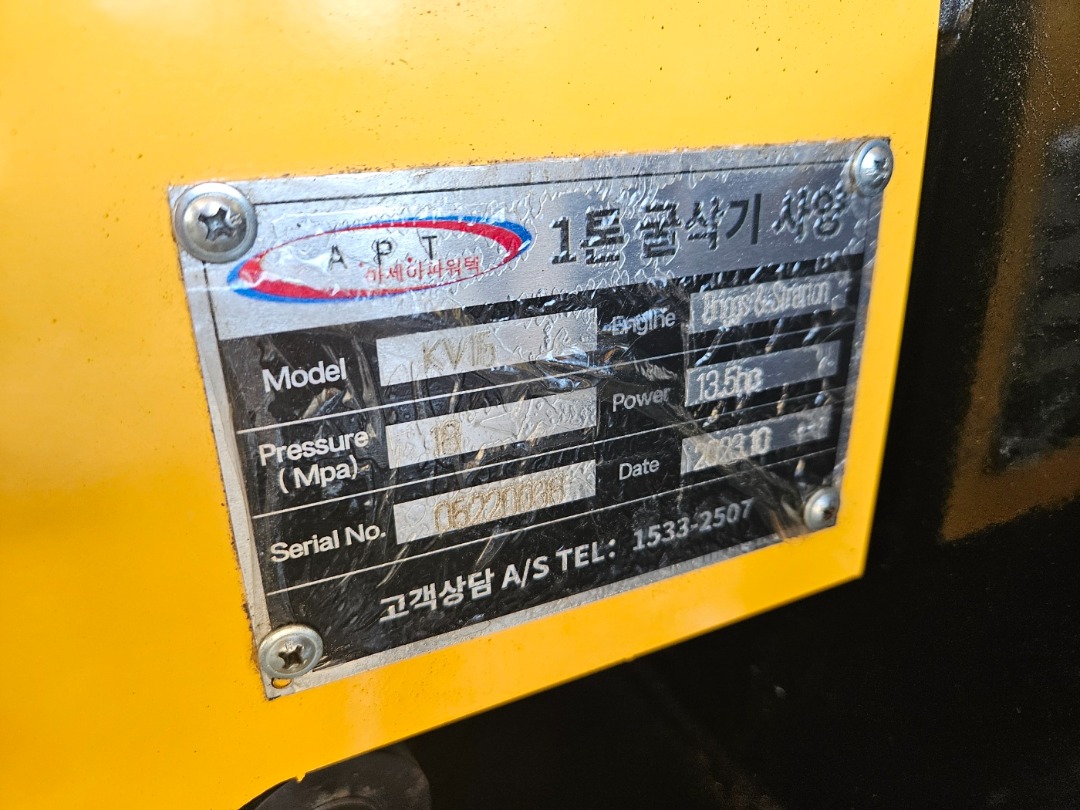 APT
아세아파워텍
1톤 굴삭기 사양
Model KV15
Engine Briggs & Stratton
Pressure (Mpa) 18
Power 13.5hp
Serial No.
Date 2023.10
고객상담 A/S TEL: 1533-2507